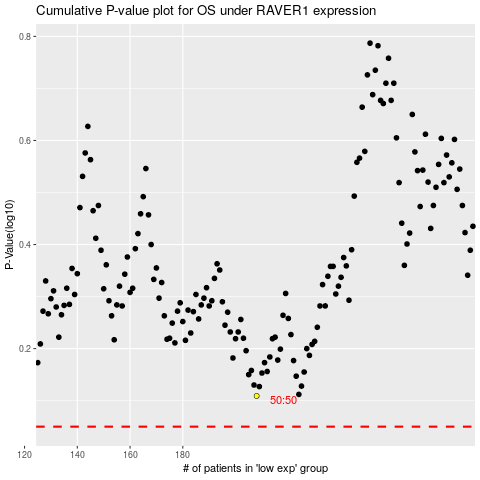 Cumulative P-value plot for OS under RAVER1 expression
0.8
0.6
0.4
0.2
P-Value(log10)
50:50
120 140 160 180
# of patients in 'low exp' group